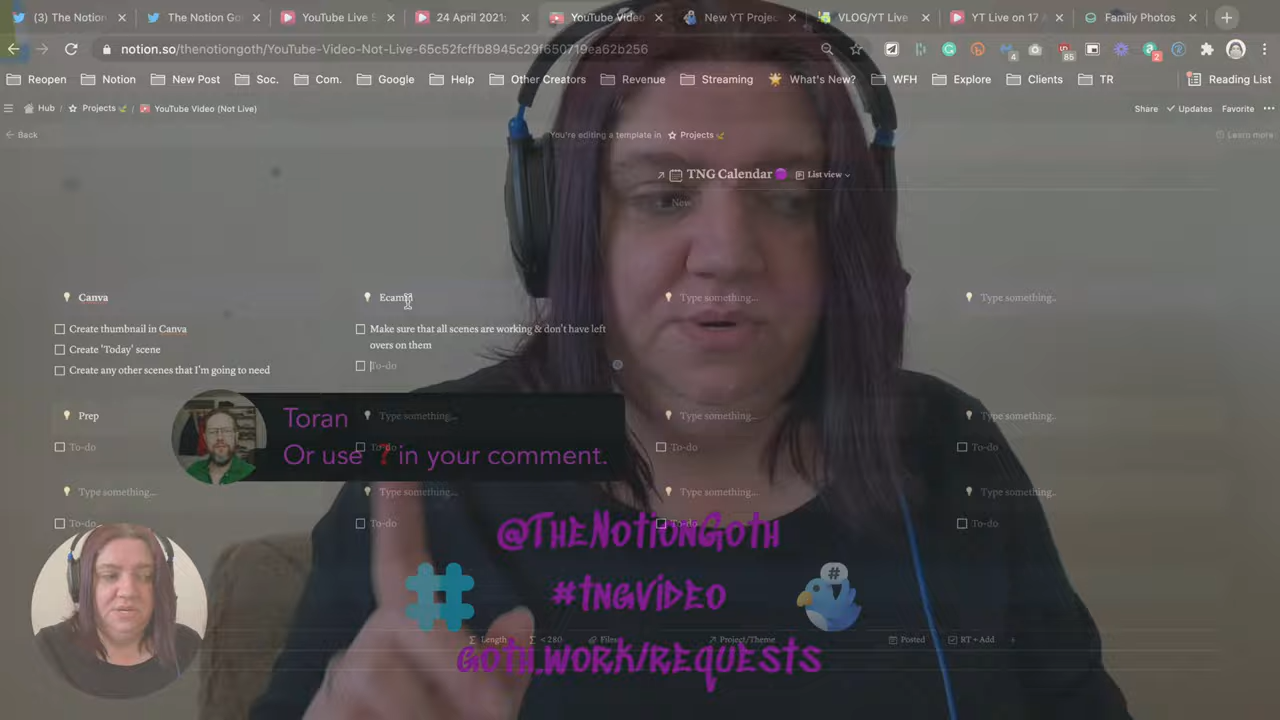 (3) The Notion
The Notion Go
YouTube Live S
24 April 2021:
YouTube Video
New YT Projec
VLOG/YT Live
YT Live on 17 A
Family Photos
notion.so/thenotiongoth/YouTube-Video-Not-Live-65c52fcffb8945c29f650719ea62b256
4
85
2
Reopen
Notion
New Post
Soc.
Com.
Google
Help
Other Creators
Revenue
Streaming
What's New?
WFH
Explore
Clients
TR
Reading List
Hub / Projects / YouTube Video (Not Live)
Share
Updates
Favorite
Back
You're editing a template in Projects
Learn more
TNG Calendar
List view
New
Canva
Create thumbnail in Canva
Create 'Today' scene
Create any other scenes that I'm going to need
Make sure that all scenes are working & don't have left
overs on them
To-do
Type something...
Type something...
Prep
To-do
Type something...
Type something...
To-do
Type something...
To-do
Toran
Or use ? in your comment.
Type something...
To-do
Type something...
To-do
Type something...
To-do
Type something...
To-do
@TheNotionGoth
#TNGVideo
goth.work/requests
#
Length
< 280
Files
Project/Theme
Posted
RT + Add